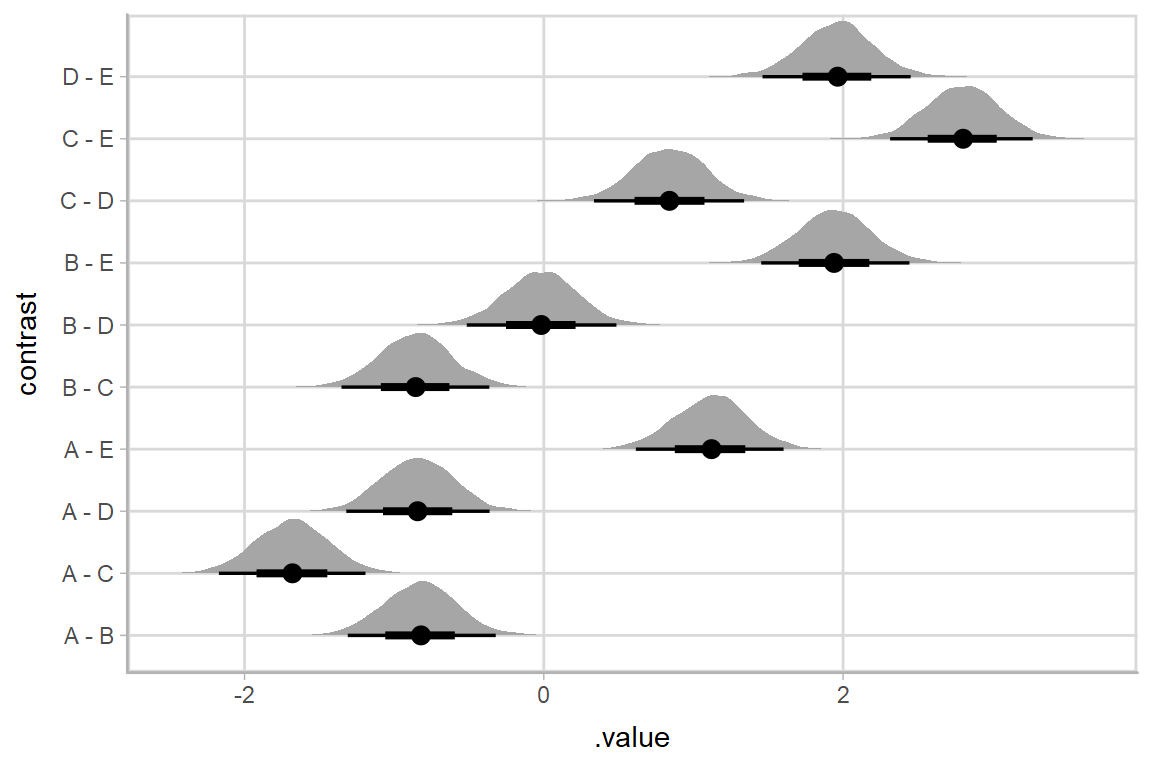 D - E
C - E
C - D
B - E
B - D
B - C
A - E
A - D
A - C
A - B
contrast
-2
0
2
.value